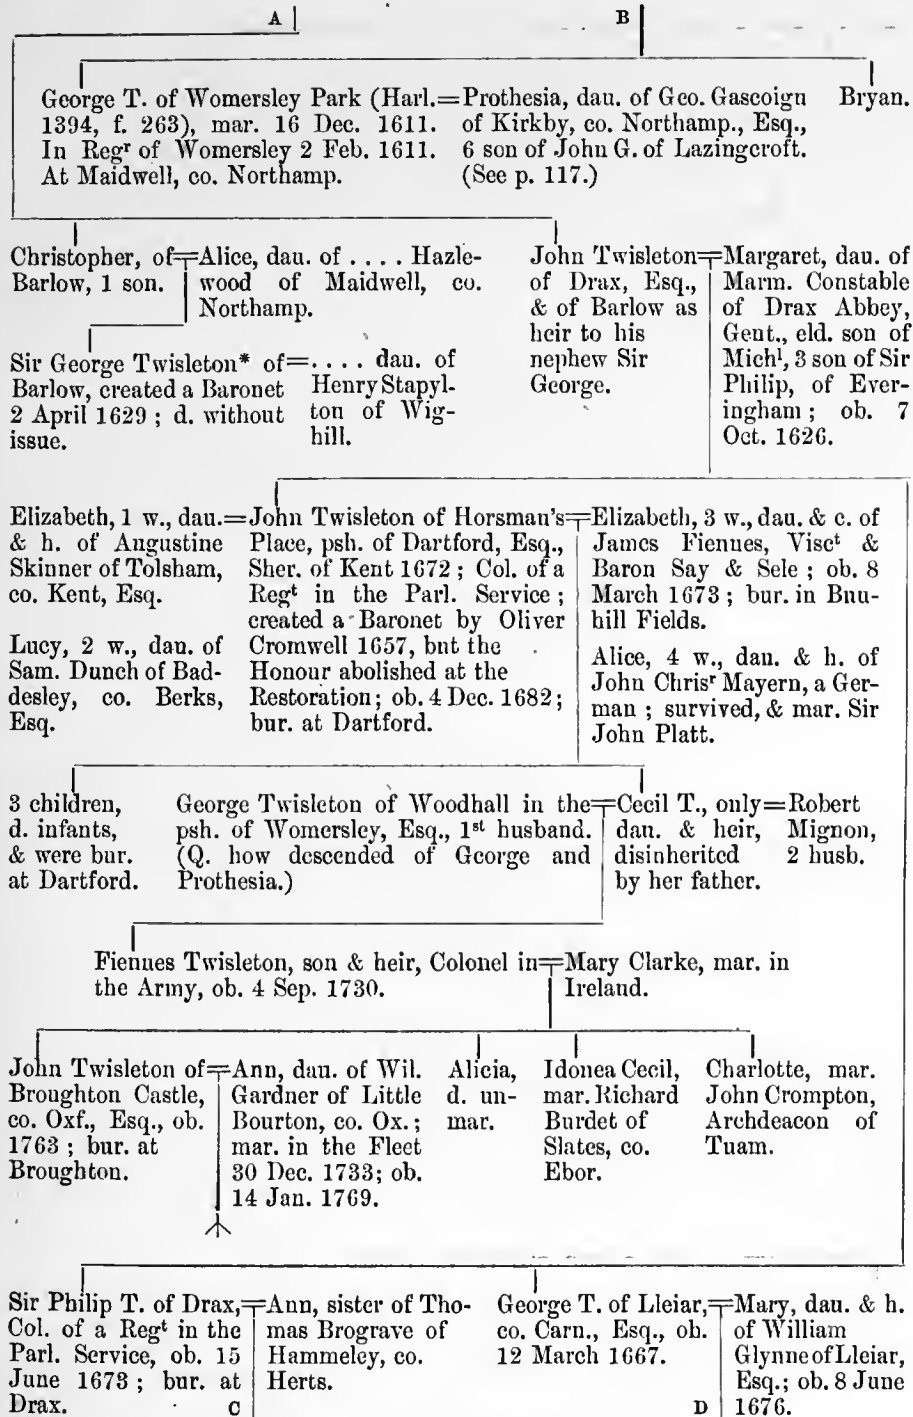 A B
George T. of Womersley Park (Harl.=
1394, f. 263), mar. 16 Dec. 1611.
In Regr of Womersley 2 Feb. 1611.
At Maidwell, co. Northamp.
Prothesia, dau. of Geo. Gascoign
of Kirkby, co. Northamp., Esq.,
6 son of John G. of Lazingcroft.
(See p. 117.)
Bryan.
Christopher, of=
Barlow, 1 son.
Alice, dau. of .... Hazle-
wood of Maidwell, co.
Northamp.
John Twisleton=
of Drax, Esq.,
& of Barlow as
heir to his
nephew Sir
George.
Margaret, dau. of
Marm. Constable
of Drax Abbey,
Gent., eld. son of
Michl, 3 son of Sir
Philip, of Ever-
ingham; ob. 7
Oct. 1626.
Sir George Twisleton* of=
Barlow, created a Baronet
2 April 1629; d. without
issue.
.... dau. of
Henry Stapyl-
ton of Wig-
hill.
Elizabeth, 1 w., dau.=
& h. of Augustine
Skinner of Tolsham,
co. Kent, Esq.
Lucy, 2 w., dau. of
Sam. Dunch of Bad-
desley, co. Berks,
Esq.
John Twisleton of Horsman's=
Place, psh. of Dartford, Esq.,
Sher. of Kent 1672; Col. of a
Regt in the Parl. Service;
created a Baronet by Oliver
Cromwell 1657, but the
Honour abolished at the
Restoration; ob. 4 Dec. 1682;
bur. at Dartford.
Elizabeth, 3 w., dau. & c. of
James Fiennes, Visct &
Baron Say & Sele; ob. 8
March 1673; bur. in Bnu-
hill Fields.
Alice, 4 w., dau. & h. of
John Chrisr Mayern, a Ger-
man; survived, & mar. Sir
John Platt.
3 children,
d. infants,
& were bur.
at Dartford.
George Twisleton of Woodhall in the=
psh. of Womersley, Esq., 1st husband.
(Q. how descended of George and
Prothesia.)
Cecil T., only=
dau. & heir,
disinherited
by her father.
Robert
Mignon,
2 husb.
Fiennes Twisleton, son & heir, Colonel in=
the Army, ob. 4 Sep. 1730.
Mary Clarke, mar. in
Ireland.
John Twisleton of=
Broughton Castle,
co. Oxf., Esq., ob.
1763; bur. at
Broughton.
Ann, dau. of Wil.
Gardner of Little
Bourton, co. Ox.;
mar. in the Fleet
30 Dec. 1733; ob.
14 Jan. 1769.
Alicia,
d. un-
mar.
Idonea Cecil,
mar. Richard
Burdet of
Slates, co.
Ebor.
Charlotte, mar.
John Crompton,
Archdeacon of
Tuam.
Sir Philip T. of Drax,=
Col. of a Regt in the
Parl. Service, ob. 15
June 1673; bur. at
Drax. C
Ann, sister of Tho-
mas Brograve of
Hammeley, co.
Herts.
George T. of Lleiar,=
co. Carn., Esq., ob.
12 March 1667.
D
Mary, dau. & h.
of William
Glynne of Lleiar,
Esq.; ob. 8 June
1676.